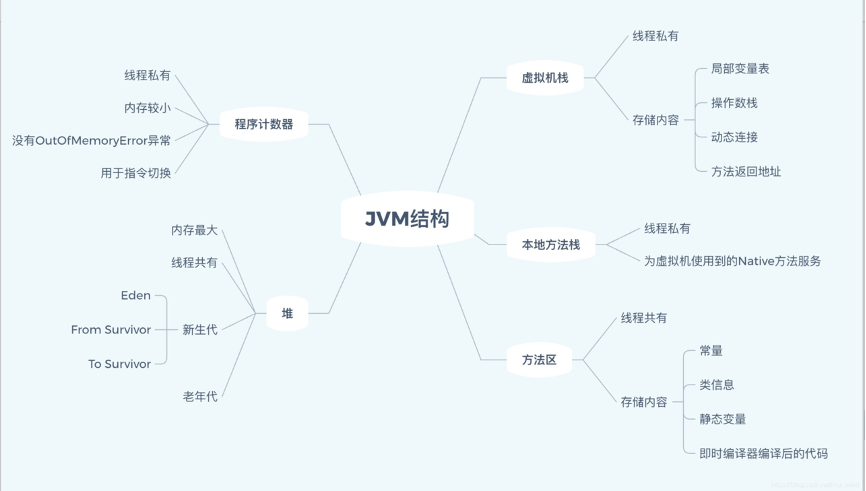 JVM结构
程序计数器
线程私有
内存较小
没有OutOfMemoryError异常
用于指令切换
堆
内存最大
线程共有
新生代
Eden
From Survivor
To Survivor
老年代
虚拟机栈
线程私有
存储内容
局部变量表
操作数栈
动态连接
方法返回地址
本地方法栈
线程私有
为虚拟机使用到的Native方法服务
方法区
线程共有
存储内容
常量
类信息
静态变量
即时编译器编译后的代码